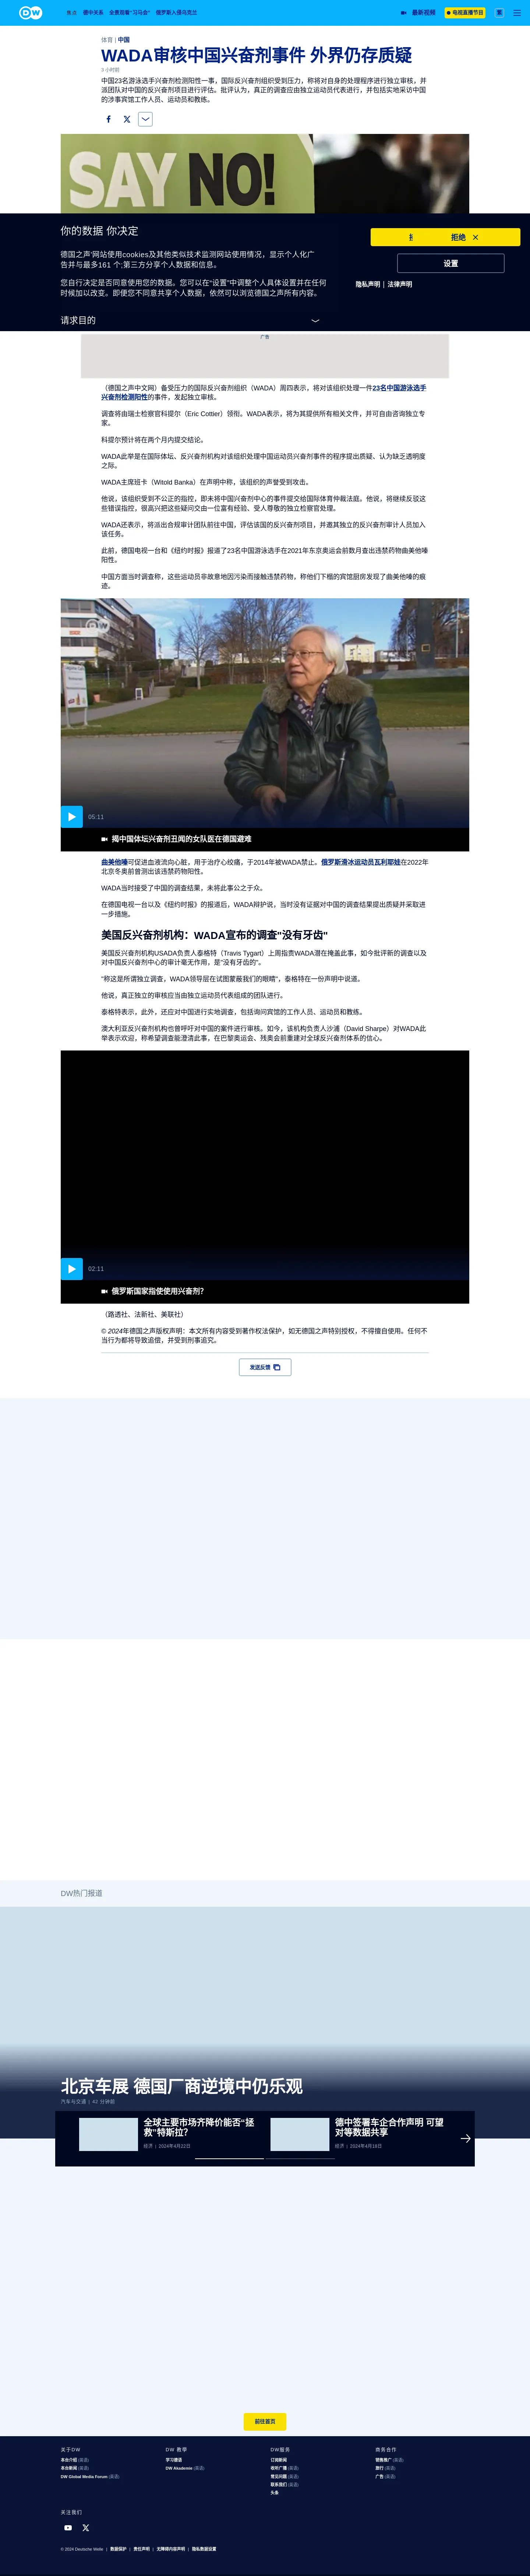 DW
焦点
德中关系
全景观看"习马会"
俄罗斯入侵乌克兰
最新视频
电视直播节目
繁
体育 | 中国
WADA审核中国兴奋剂事件 外界仍存质疑
3 小时前
中国23名游泳选手兴奋剂检测阳性一事，国际反兴奋剂组织受到压力，称将对自身的处理程序进行独立审核，并
派团队对中国的反兴奋剂项目进行评估。批评认为，真正的调查应由独立运动员代表进行，并包括实地采访中国
的涉事宾馆工作人员、运动员和教练。
SAY NO!
你的数据 你决定
德国之声网站使用cookies及其他类似技术监测网站使用情况，显示个人化广
告并与最多161 个;第三方分享个人数据和信息。
您自行决定是否同意使用您的数据。您可以在"设置"中调整个人具体设置并在任何
时候加以改变。即使您不同意共享个人数据，依然可以浏览德国之声所有内容。
请求目的
拒绝
设置
隐私声明 | 法律声明
广告
（德国之声中文网）备受压力的国际反兴奋剂组织（WADA）周四表示，将对该组织处理一件23名中国游泳选手
兴奋剂检测阳性的事件，发起独立审核。
调查将由瑞士检察官科提尔（Eric Cottier）领衔。WADA表示，将为其提供所有相关文件，并可自由咨询独立专
家。
科提尔预计将在两个月内提交结论。
WADA此举是在国际体坛、反兴奋剂机构对该组织处理中国运动员兴奋剂事件的程序提出质疑、认为缺乏透明度
之际。
WADA主席班卡（Witold Banka）在声明中称，该组织的声誉受到攻击。
他说，该组织受到不公正的指控，即未将中国兴奋剂中心的事件提交给国际体育仲裁法庭。他说，将继续反驳这
些错误指控，很高兴把这些疑问交由一位富有经验、受人尊敬的独立检察官处理。
WADA还表示，将派出合规审计团队前往中国，评估该国的反兴奋剂项目，并邀其独立的反兴奋剂审计人员加入
该任务。
此前，德国电视一台和《纽约时报》报道了23名中国游泳选手在2021年东京奥运会前数月查出违禁药物曲美他嗪
阳性。
中国方面当时调查称，这些运动员非故意地因污染而接触违禁药物，称他们下榻的宾馆厨房发现了曲美他嗪的痕
迹。
DW
05:11
揭中国体坛兴奋剂丑闻的女队医在德国避难
曲美他嗪可促进血液流向心脏，用于治疗心绞痛，于2014年被WADA禁止。俄罗斯滑冰运动员瓦利耶娃在2022年
北京冬奥前曾测出该违禁药物阳性。
WADA当时接受了中国的调查结果，未将此事公之于众。
在德国电视一台以及《纽约时报》的报道后，WADA辩护说，当时没有证据对中国的调查结果提出质疑并采取进
一步措施。
美国反兴奋剂机构：WADA宣布的调查"没有牙齿"
美国反兴奋剂机构USADA负责人泰格特（Travis Tygart）上周指责WADA潜在掩盖此事，如今批评新的调查以及
对中国反兴奋剂中心的审计毫无作用，是"没有牙齿的"。
"称这是所谓独立调查，WADA领导层在试图蒙蔽我们的眼睛"，泰格特在一份声明中说道。
他说，真正独立的审核应当由独立运动员代表组成的团队进行。
泰格特表示，此外，还应对中国进行实地调查，包括询问宾馆的工作人员、运动员和教练。
澳大利亚反兴奋剂机构也曾呼吁对中国的案件进行审核。如今，该机构负责人沙浦（David Sharpe）对WADA此
举表示欢迎，称希望调查能澄清此事，在巴黎奥运会、残奥会前重建对全球反兴奋剂体系的信心。
02:11
俄罗斯国家指使使用兴奋剂？
（路透社、法新社、美联社）
© 2024年德国之声版权声明：本文所有内容受到著作权法保护，如无德国之声特别授权，不得擅自使用。任何不
当行为都将导致追偿，并受到刑事追究。
发送反馈
DW热门报道
北京车展 德国厂商逆境中仍乐观
汽车与交通 | 42 分钟前
全球主要市场齐降价能否"拯
救"特斯拉？
经济 | 2024年4月22日
德中签署车企合作声明 可望
对等数据共享
经济 | 2024年4月18日
前往首页
关于DW
本台介绍 (英语)
本台新闻 (英语)
DW Global Media Forum (英语)
DW 教學
学习德语
DW Akademie (英语)
DW服务
订阅新闻
收听广播 (英语)
常见问题 (英语)
联系我们 (英语)
头条
商务合作
销售推广 (英语)
旅行 (英语)
广告 (英语)
关注我们
© 2024 Deutsche Welle | 数据保护 | 责任声明 | 无障碍内容声明 | 隐私数据设置